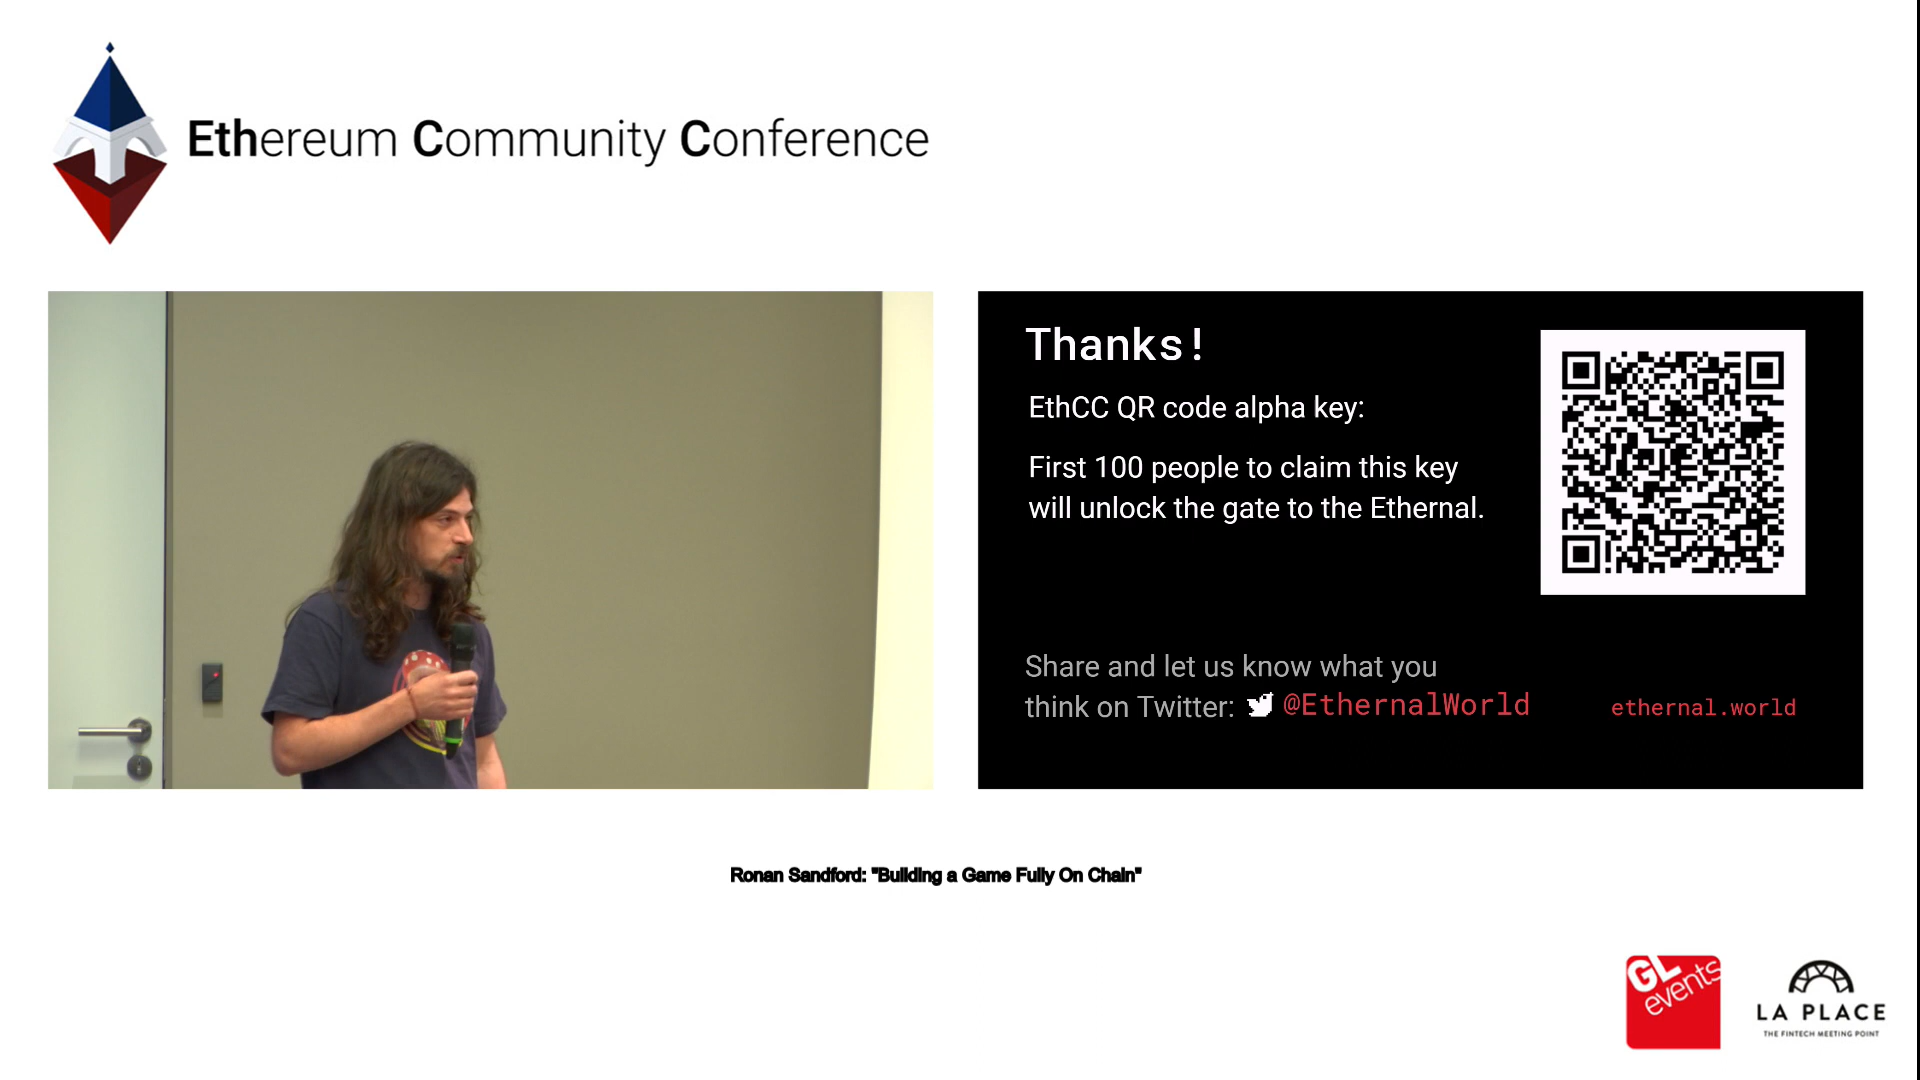 Ethereum Community Conference
Thanks!
EthCC QR code alpha key:
First 100 people to claim this key
will unlock the gate to the Ethernal.
Share and let us know what you
think on Twitter: @EthernalWorld
ethernal.world
Ronan Sandford: "Building a Game Fully On Chain"
GL
events
LA PLACE
THE FINTECH MEETING POINT